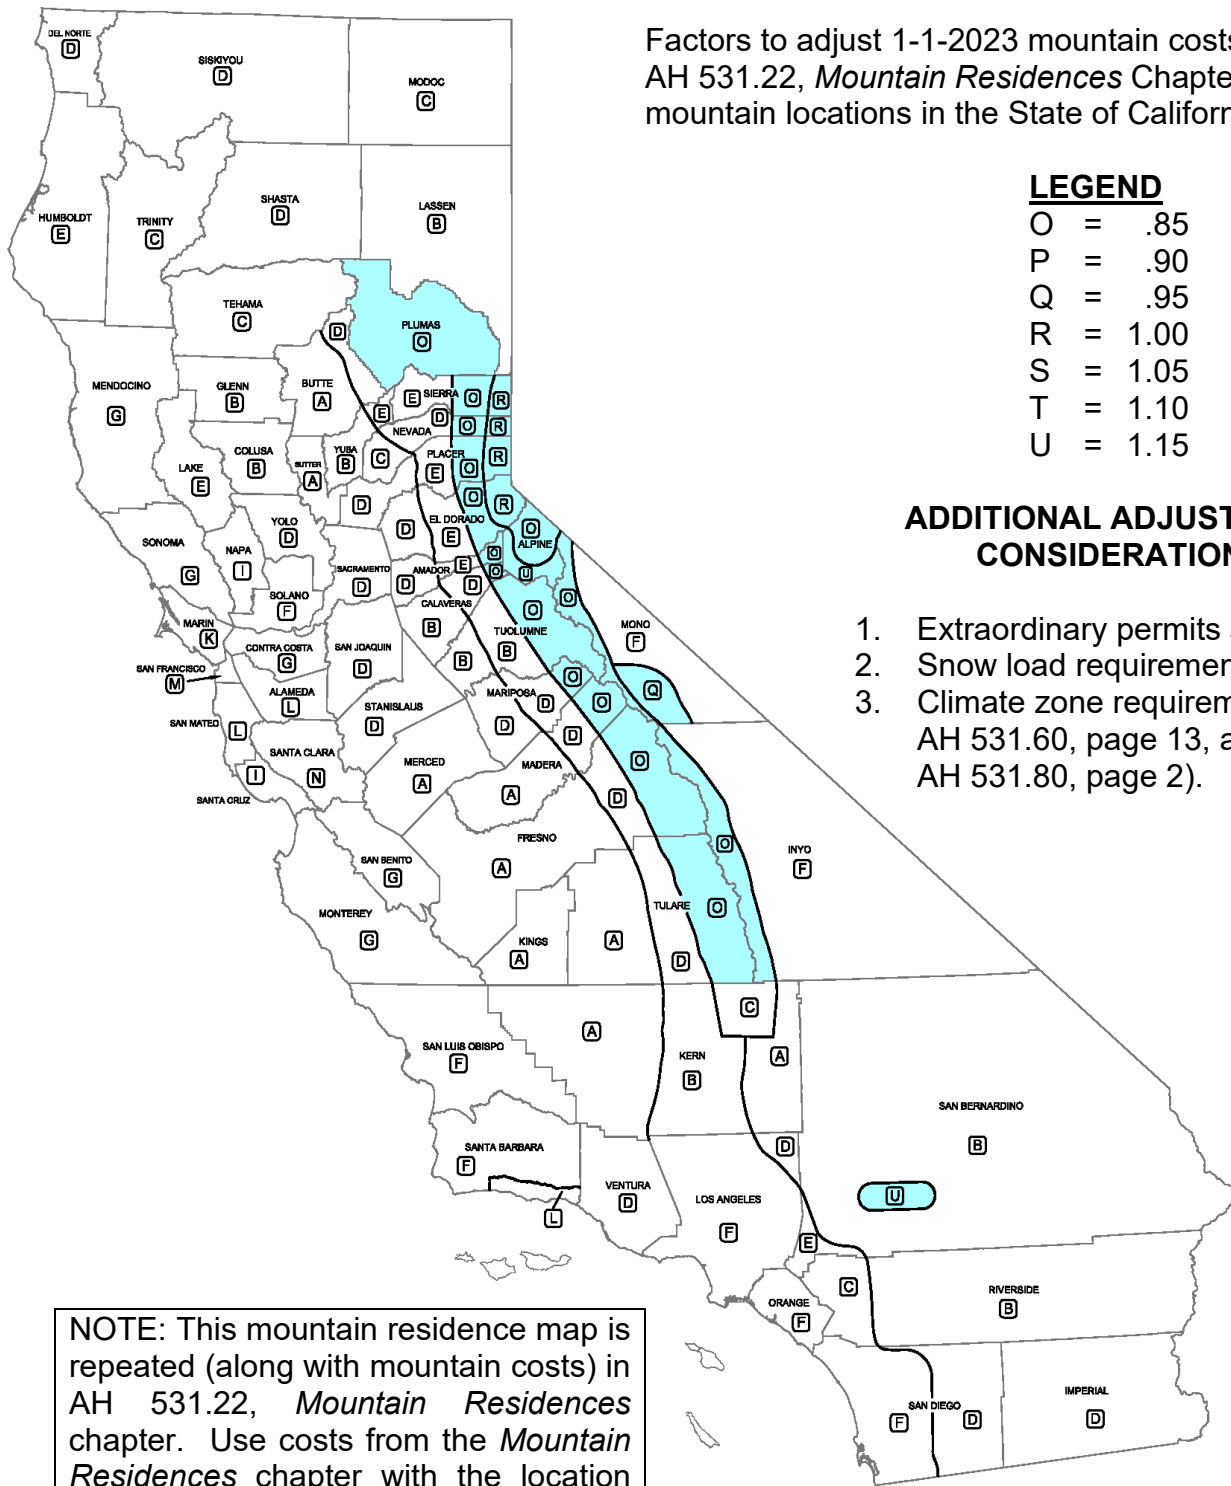 Factors to adjust 1-1-2023 mountain costs
AH 531.22, Mountain Residences Chapte
mountain locations in the State of Californ
LEGEND
O = .85
P = .90
Q = .95
R = 1.00
S = 1.05
T = 1.10
U = 1.15
ADDITIONAL ADJUST
CONSIDERATION
1. Extraordinary permits
2. Snow load requiremen
3. Climate zone requirem
AH 531.60, page 13, a
AH 531.80, page 2).
DEL NORTE
D
SISKIYOU
D
MODOC
C
HUMBOLDT
E
TRINITY
C
SHASTA
D
LASSEN
B
TEHAMA
C
D
PLUMAS
O
MENDOCINO
G
GLENN
B
BUTTE
A
E
E SIERRA O R
D O R
NEVADA
LAKE
E
COLUSA
B
SUTTER
A
YUBA
B
C
PLACER
E
O
R
D
YOLO
D
SONOMA
G
NAPA
I
D
EL DORADO
E
O
R
O
ALPINE
SACRAMENTO
D
D
AMADOR
E
D
O
O
U
SOLANO
F
MARIN
K
CALAVERAS
B
O
O
MONO
F
CONTRA COSTA
G
SAN JOAQUIN
D
TUOLUMNE
B
B
SAN FRANCISCO
M
ALAMEDA
L
O
Q
SAN MATEO
L
STANISLAUS
D
MARIPOSA
D
D
O
SANTA CLARA
N
I
SANTA CRUZ
MERCED
A
D
MADERA
A
D
O
FRESNO
A
O
INYO
F
SAN BENITO
G
MONTEREY
G
TULARE
O
A
D
KINGS
A
C
A
SAN LUIS OBISPO
F
KERN
B
A
SAN BERNARDINO
B
D
SANTA BARBARA
F
L
VENTURA
D
LOS ANGELES
F
U
E
ORANGE
F
C
RIVERSIDE
B
SAN DIEGO
F
D
IMPERIAL
D
NOTE: This mountain residence map is
repeated (along with mountain costs) in
AH 531.22, Mountain Residences
chapter. Use costs from the Mountain
Residences chapter with the location